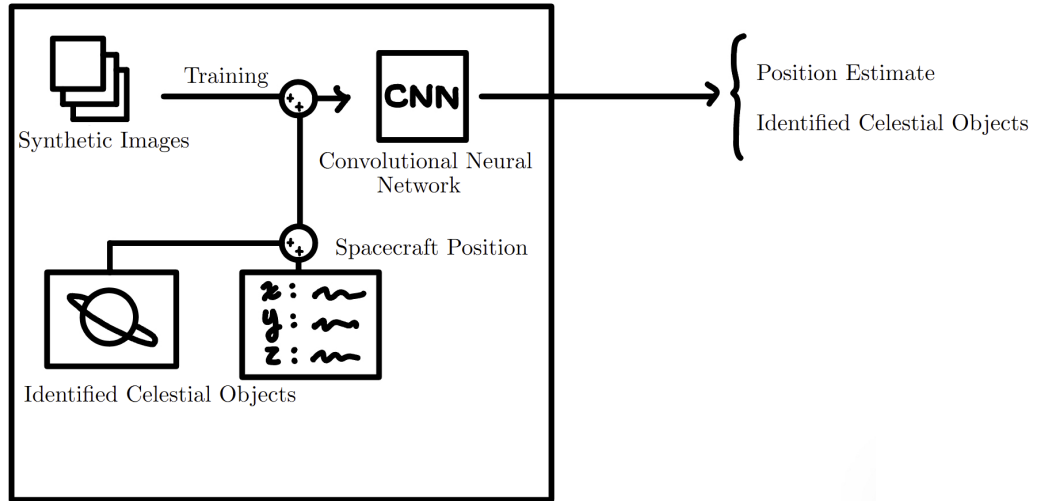 Training
CNN
Synthetic Images
Convolutional Neural
Network
Spacecraft Position
x:
y:
z:
Identified Celestial Objects
Position Estimate
Identified Celestial Objects